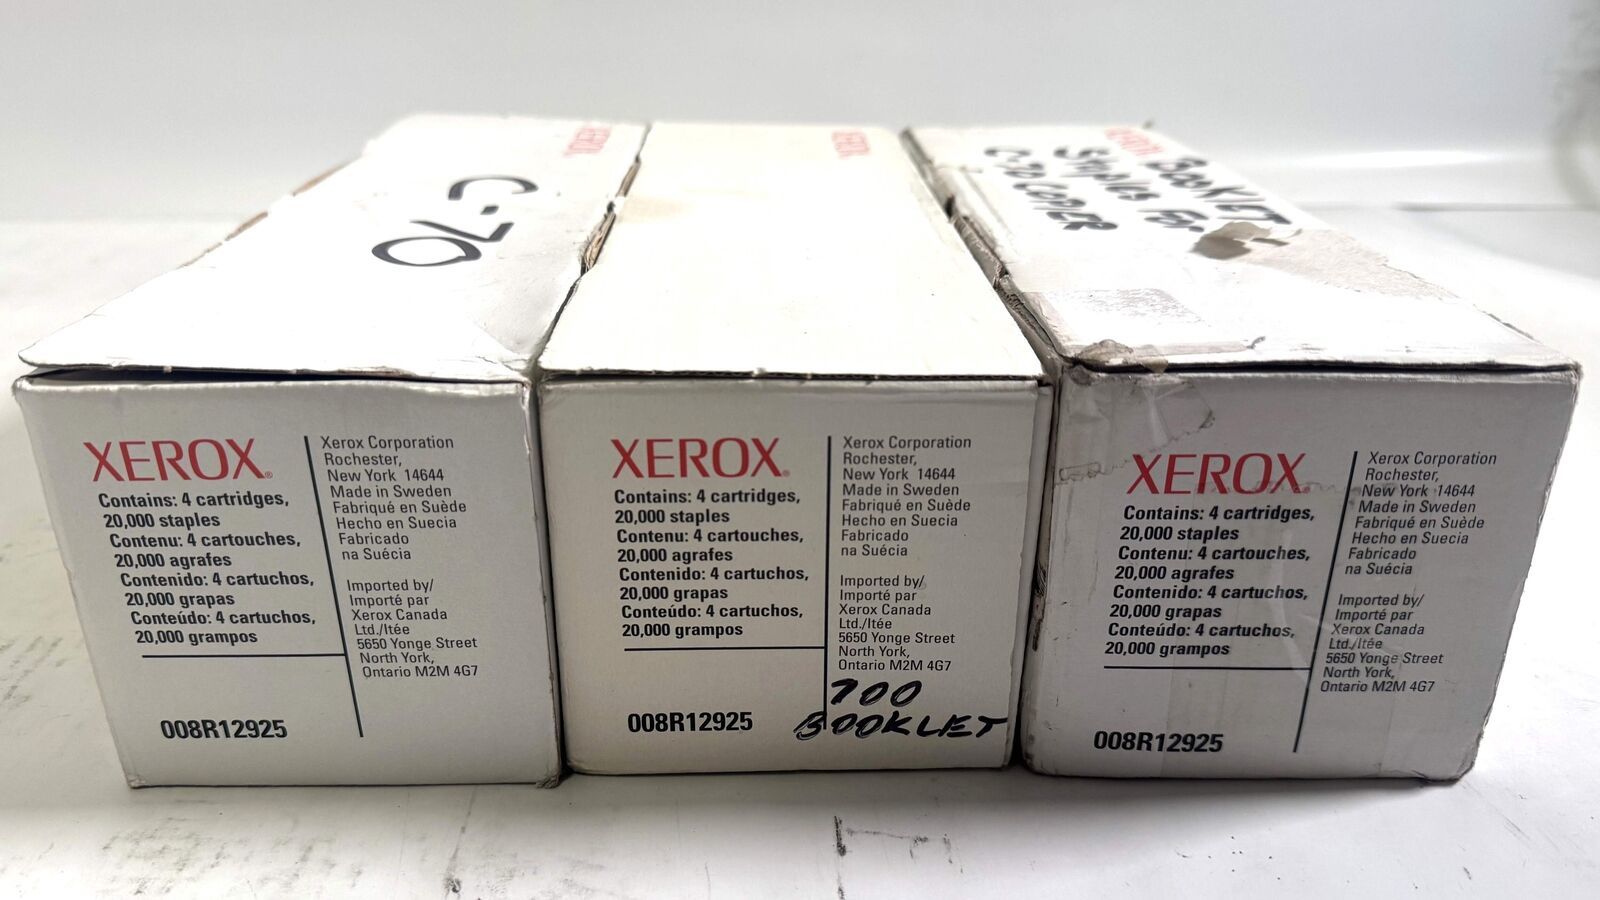 XEROX
C-70
XEROX®
Contains: 4 cartridges,
20,000 staples
Contenu: 4 cartouches,
20,000 agrafes
Contenido: 4 cartuchos,
20,000 grapas
Conteúdo: 4 cartuchos,
20,000 grampos
008R12925
Xerox Corporation
Rochester,
New York 14644
Made in Sweden
Fabriqué en Suède
Hecho en Suecia
Fabricado
na Suécia
Imported by/
Importé par
Xerox Canada
Ltd./ltée
5650 Yonge Street
North York,
Ontario M2M 4G7
XEROX
XEROX®
Contains: 4 cartridges,
20,000 staples
Contenu: 4 cartouches,
20,000 agrafes
Contenido: 4 cartuchos,
20,000 grapas
Conteúdo: 4 cartuchos,
20,000 grampos
008R12925
Xerox Corporation
Rochester,
New York 14644
Made in Sweden
Fabriqué en Suède
Hecho en Suecia
Fabricado
na Suécia
Imported by/
Importé par
Xerox Canada
Ltd./ltée
5650 Yonge Street
North York,
Ontario M2M 4G7
700
BOOKLET
XEROX
BOOKLET
Staples For
C-70 COPIER
XEROX®
Contains: 4 cartridges,
20,000 staples
Contenu: 4 cartouches,
20,000 agrafes
Contenido: 4 cartuchos,
20,000 grapas
Conteúdo: 4 cartuchos,
20,000 grampos
008R12925
Xerox Corporation
Rochester,
New York 14644
Made in Sweden
Fabriqué en Suède
Hecho en Suecia
Fabricado
na Suécia
Imported by/
Importé par
Xerox Canada
Ltd./ltée
5650 Yonge Street
North York,
Ontario M2M 4G7